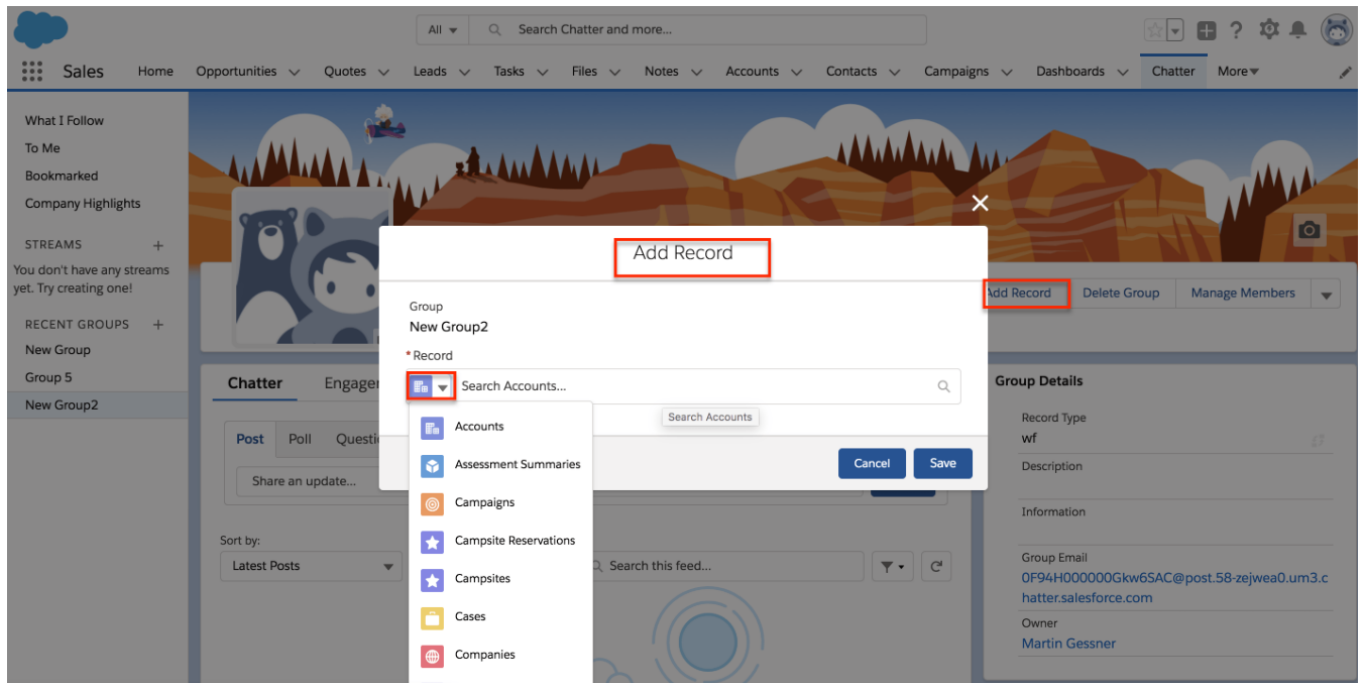 All
Search Chatter and more...
Sales
Home
Opportunities
Quotes
Leads
Tasks
Files
Notes
Accounts
Contacts
Campaigns
Dashboards
Chatter
More
What I Follow
To Me
Bookmarked
Company Highlights
STREAMS
You don't have any streams
yet. Try creating one!
RECENT GROUPS
New Group
Group 5
New Group2
Add Record
Delete Group
Manage Members
Add Record
Group
New Group2
*Record
Search Accounts...
Search Accounts
Accounts
Assessment Summaries
Campaigns
Campsite Reservations
Campsites
Cases
Companies
Cancel
Save
Chatter
Post
Poll
Share an update...
Sort by:
Latest Posts
Search this feed...
Group Details
Record Type
wf
Description
Information
Group Email
0F94H000000Gkw6SAC@post.58-zejwea0.um3.c
hatter.salesforce.com
Owner
Martin Gessner